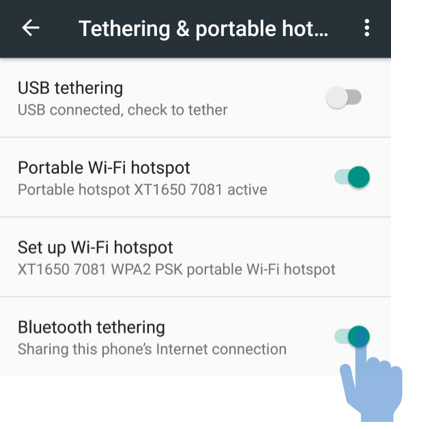 Tethering & portable hot...
USB tethering
USB connected, check to tether
Portable Wi-Fi hotspot
Portable hotspot XT1650 7081 active
Set up Wi-Fi hotspot
XT1650 7081 WPA2 PSK portable Wi-Fi hotspot
Bluetooth tethering
Sharing this phone's Internet connection